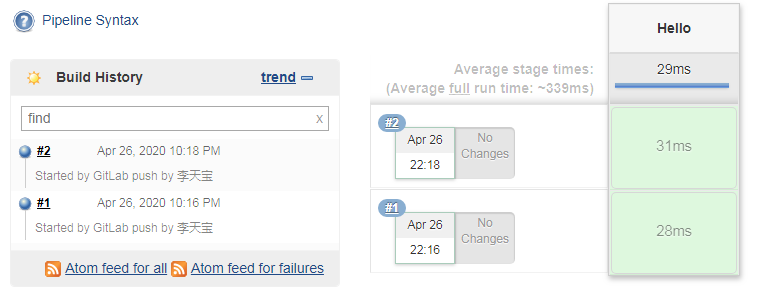 Pipeline Syntax
Build History
trend
find
x
#2
Apr 26, 2020 10:18 PM
Started by GitLab push by 李天宝
#1
Apr 26, 2020 10:16 PM
Started by GitLab push by 李天宝
Atom feed for all
Atom feed for failures
Hello
Average stage times:
29ms
(Average full run time: ~339ms)
#2
Apr 26
22:18
No
Changes
31ms
#1
Apr 26
22:16
No
Changes
28ms